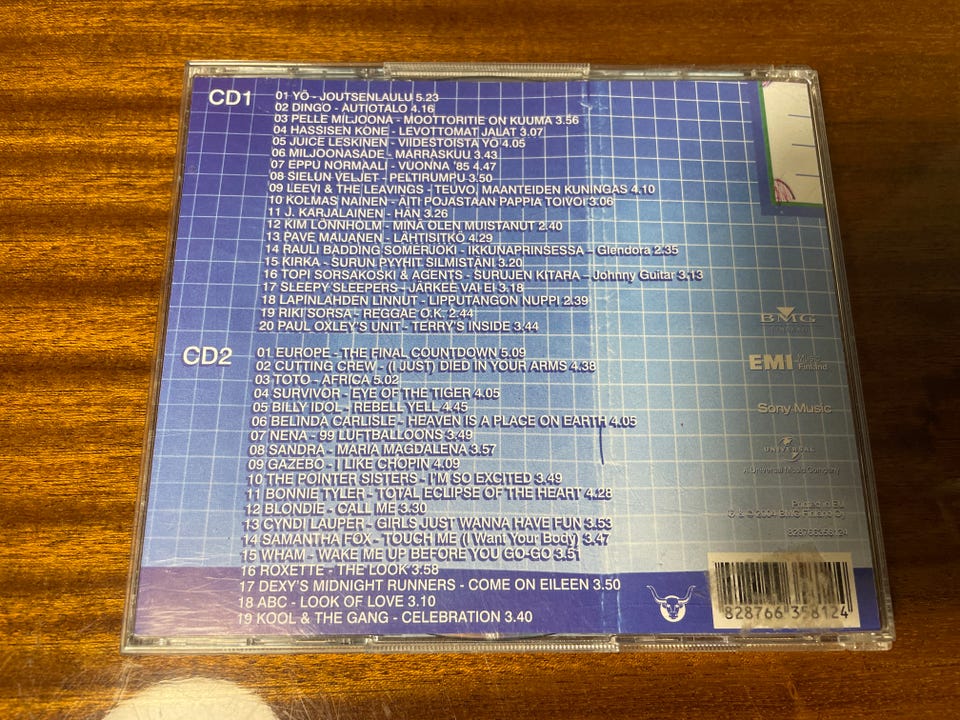 CD1
01 YÖ - JOUTSENLAULU 5.23
02 DINGO - AUTIOTALO 4.16
03 PELLE MILJOONA - MOOTTORITIE ON KUUMA 3.56
04 HASSISEN KONE - LEVOTTOMAT JALAT 3.07
05 JUICE LESKINEN - VIIDESTOISTA YÖ 4.05
06 MILJOONASADE - MARRASKUU 3.43
07 EPPU NORMAALI - VUONNA '85 4.47
08 SIELUN VELJET - PELTIRUMPU 3.50
09 LEEVI & THE LEAVINGS - TEUVO, MAANTEIDEN KUNINGAS 4.10
10 KOLMAS NAINEN - ÄITI POJASTAAN PAPPIA TOIVOI 3.06
11 J. KARJALAINEN - HÄN 3.26
12 KIM LÖNNHOLM - MINÄ OLEN MUISTANUT 2.40
13 PAVE MAIJANEN - LÄHTISITKÖ 4.29
14 RAULI BADDING SOMERJOKI - IKKUNAPRINSESSA – Glendora 2.35
15 KIRKA - SURUN PYYHIT SILMISTÄNI 3.20
16 TOPI SORSAKOSKI & AGENTS - SURUJEN KITARA – Johnny Guitar 3.13
17 SLEEPY SLEEPERS - JÄRKEE VAI EI 3.18
18 LAPINLAHDEN LINNUT - LIPPUTANGON NUPPI 2.39
19 RIKI SORSA - REGGAE O.K. 2.44
20 PAUL OXLEY'S UNIT - TERRY'S INSIDE 3.44
CD2
01 EUROPE - THE FINAL COUNTDOWN 5.09
02 CUTTING CREW - (I JUST) DIED IN YOUR ARMS 4.38
03 TOTO - AFRICA 5.02
04 SURVIVOR - EYE OF THE TIGER 4.05
05 BILLY IDOL - REBELL YELL 4.45
06 BELINDA CARLISLE - HEAVEN IS A PLACE ON EARTH 4.05
07 NENA - 99 LUFTBALLOONS 3.49
08 SANDRA - MARIA MAGDALENA 3.57
09 GAZEBO - I LIKE CHOPIN 4.09
10 THE POINTER SISTERS - I'M SO EXCITED 3.49
11 BONNIE TYLER - TOTAL ECLIPSE OF THE HEART 4.28
12 BLONDIE - CALL ME 3.30
13 CYNDI LAUPER - GIRLS JUST WANNA HAVE FUN 3.53
14 SAMANTHA FOX - TOUCH ME (I Want Your Body) 3.47
15 WHAM - WAKE ME UP BEFORE YOU GO-GO 3.51
16 ROXETTE - THE LOOK 3.58
17 DEXY'S MIDNIGHT RUNNERS - COME ON EILEEN 3.50
18 ABC - LOOK OF LOVE 3.10
19 KOOL & THE GANG - CELEBRATION 3.40
BMG
EMI Music Finland
Sony Music
UNIVERSAL
A Universal Music Company
Printed in EU
℗ & © 2004 BMG Finland Oy
828766358124
828766 358124